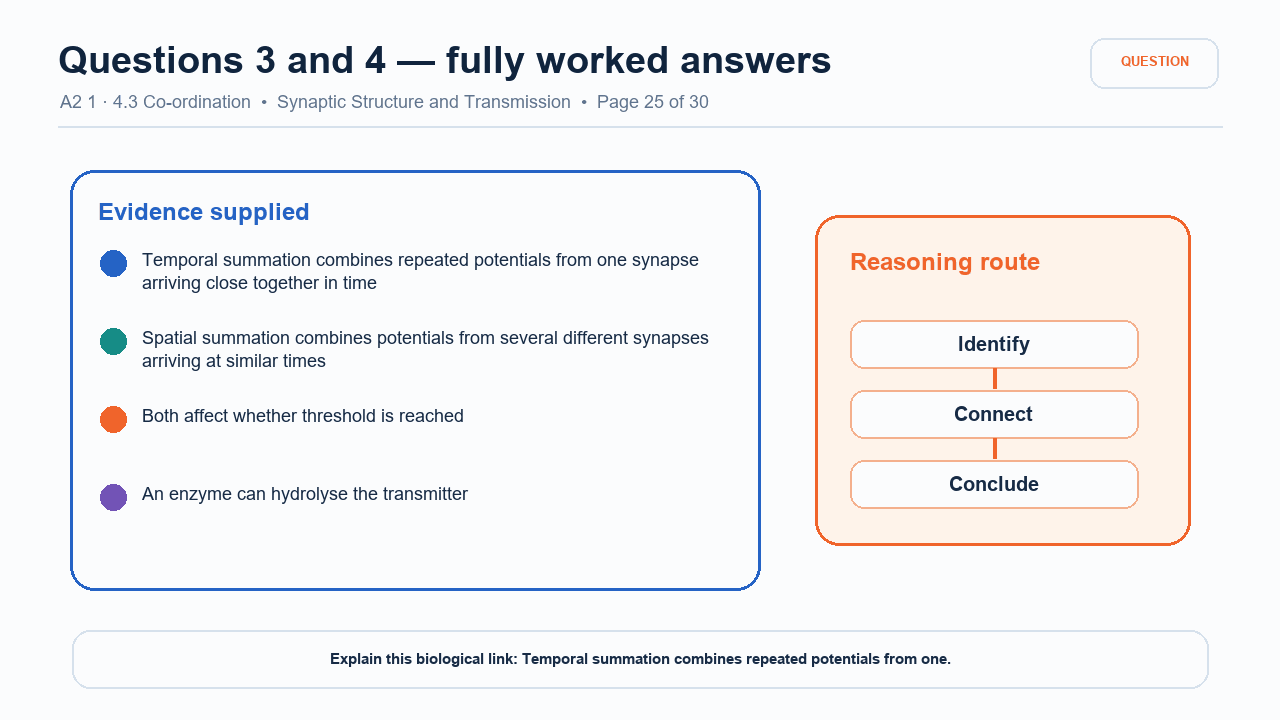 Questions 3 and 4 — fully worked answers
QUESTION
A2 1 · 4.3 Co-ordination • Synaptic Structure and Transmission • Page 25 of 30
Evidence supplied
Temporal summation combines repeated potentials from one synapse
arriving close together in time
Spatial summation combines potentials from several different synapses
arriving at similar times
Both affect whether threshold is reached
An enzyme can hydrolyse the transmitter
Reasoning route
Identify
Connect
Conclude
Explain this biological link: Temporal summation combines repeated potentials from one.